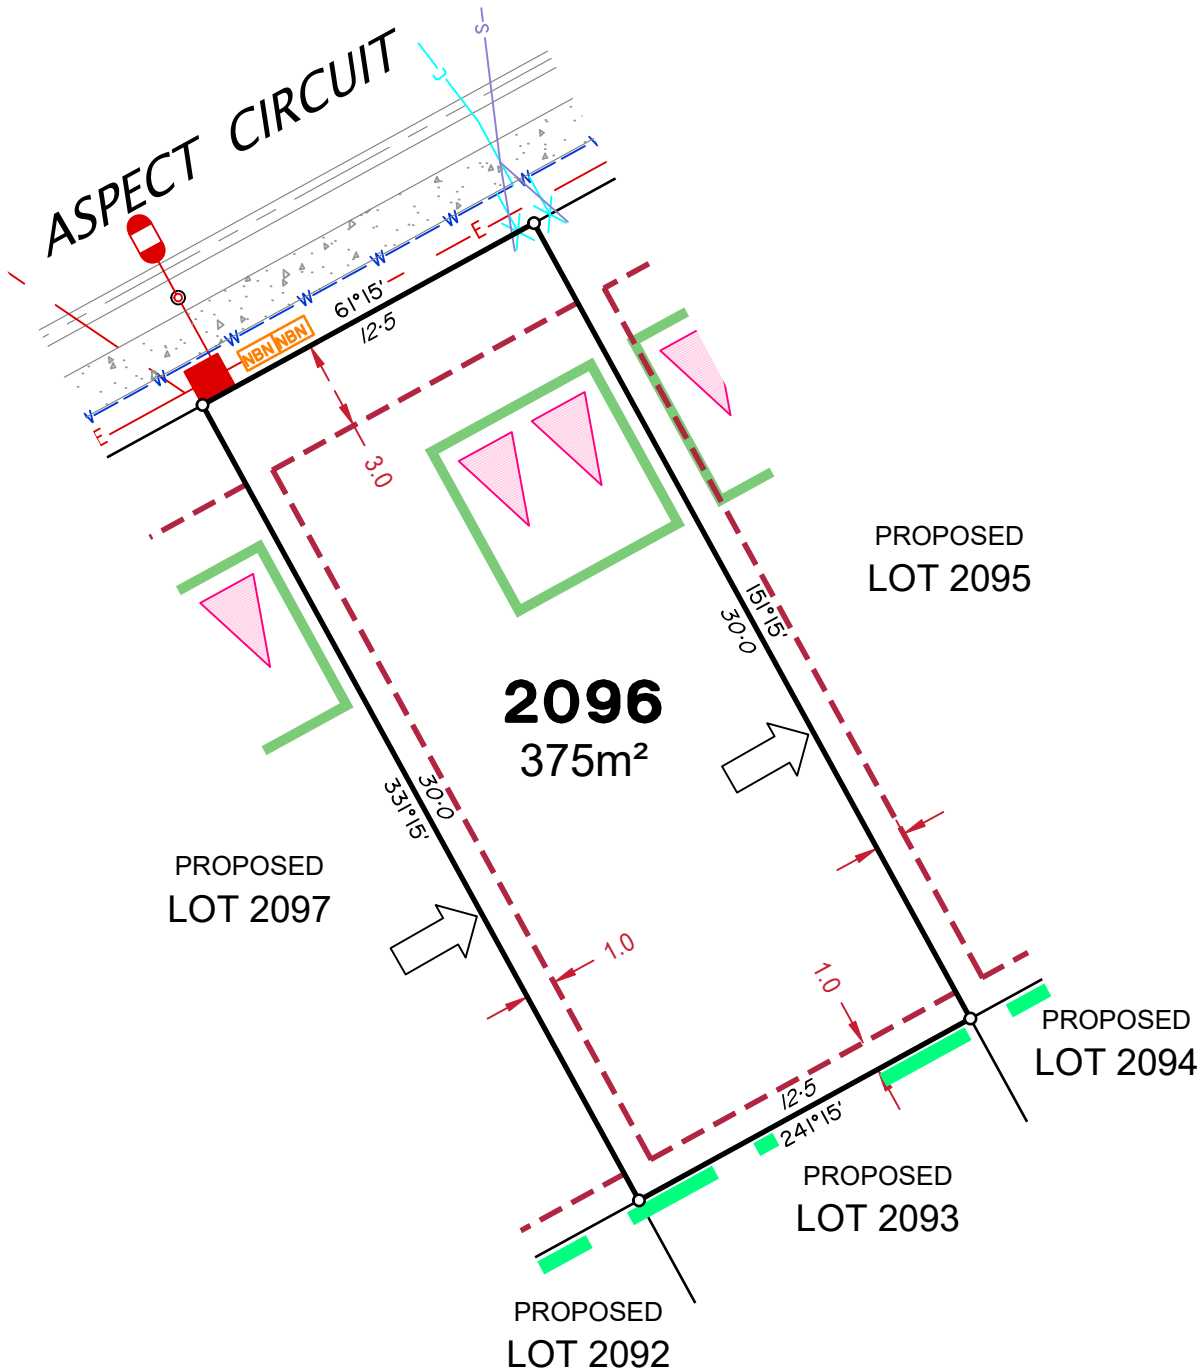 ASPECT CIRCUIT
S
C
W
W
W
W
W
W
W
E
E
NBN NBN
61°15'
12·5
3.0
PROPOSED
LOT 2095
151°15'
30·0
2096
375m²
30·0
331°15'
PROPOSED
LOT 2097
1.0
1.0
PROPOSED
LOT 2094
12·5
241°15'
PROPOSED
LOT 2093
PROPOSED
LOT 2092